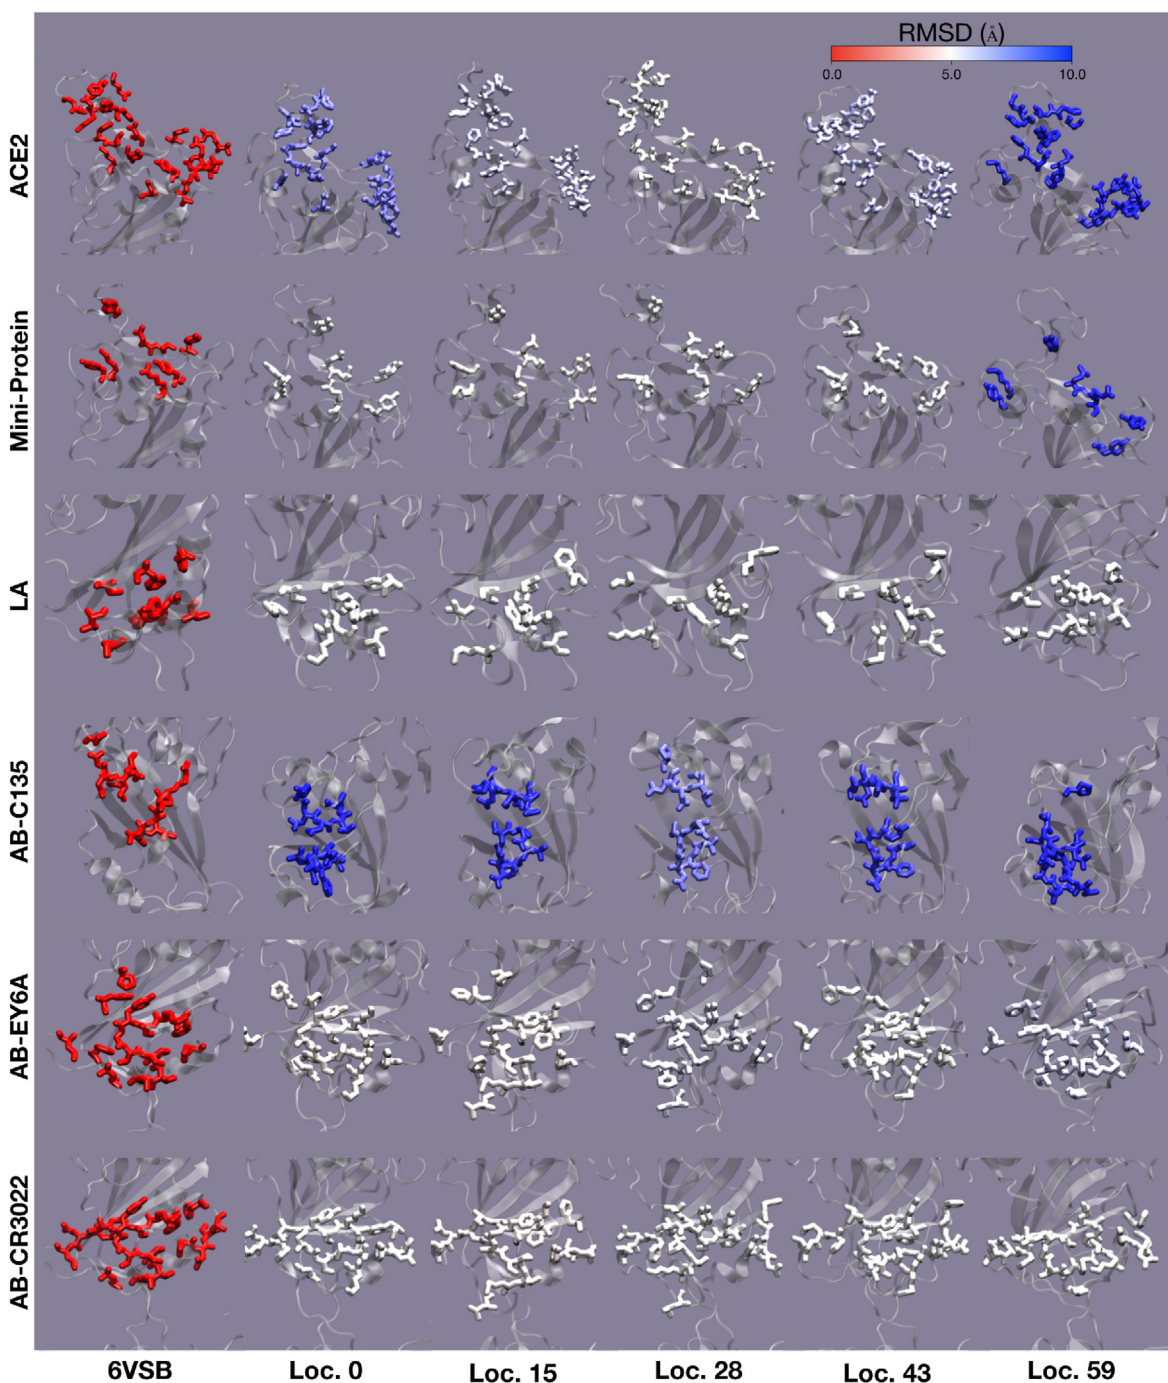 RMSD (Å)
0.0 5.0 10.0
ACE2
Mini-Protein
LA
AB-C135
AB-EY6A
AB-CR3022
6VSB Loc. 0 Loc. 15 Loc. 28 Loc. 43 Loc. 59